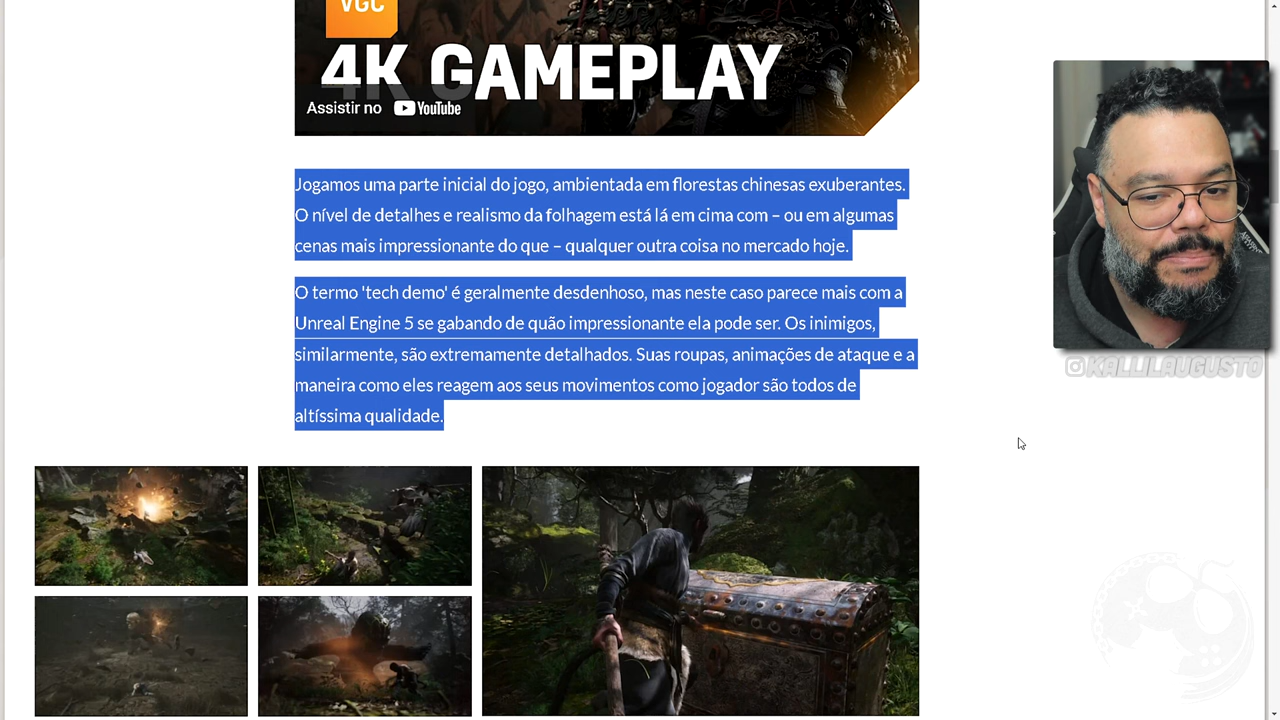 VGC
4K GAMEPLAY
Assistir no YouTube
Jogamos uma parte inicial do jogo, ambientada em florestas chinesas exuberantes.
O nível de detalhes e realismo da folhagem está lá em cima com – ou em algumas
cenas mais impressionante do que – qualquer outra coisa no mercado hoje.
O termo 'tech demo' é geralmente desdenhoso, mas neste caso parece mais com a
Unreal Engine 5 se gabando de quão impressionante ela pode ser. Os inimigos,
similarmente, são extremamente detalhados. Suas roupas, animações de ataque e a
maneira como eles reagem aos seus movimentos como jogador são todos de
altíssima qualidade.
@KALLILAUGUSTO